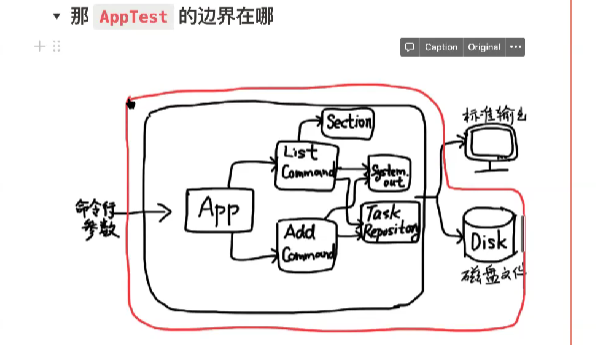 那 AppTest 的边界在哪
Caption Original
Section
标准输出
List
Command
System.
out
命令行
参数
App
Task
Repository
Add
Command
Disk
磁盘文件